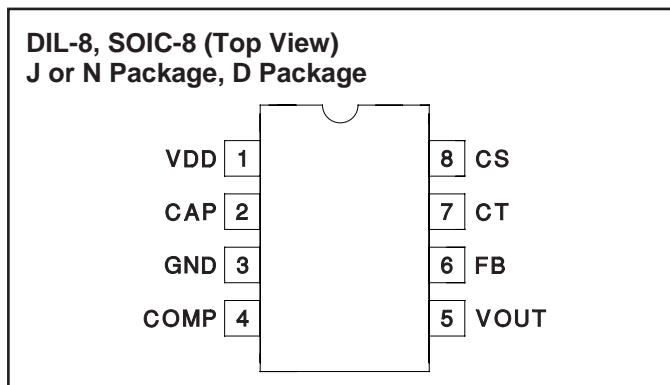 DIL-8, SOIC-8 (Top View)
J or N Package, D Package
VDD 1 8 CS
CAP 2 7 CT
GND 3 6 FB
COMP 4 5 VOUT